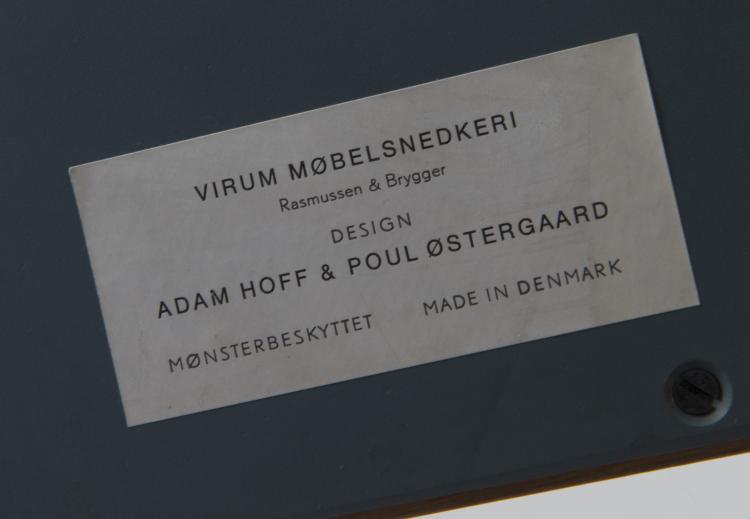 VIRUM MØBELSNEDKERI
Rasmussen & Brygger
DESIGN
ADAM HOFF & POUL ØSTERGAARD
MØNSTERBESKYTTET MADE IN DENMARK